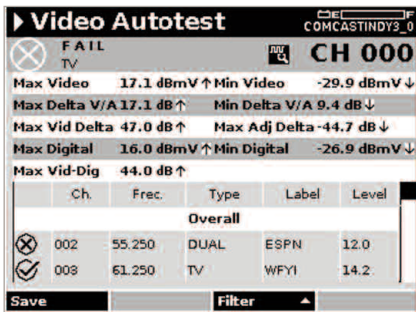 Video Autotest
E F
COMCASTINDY3_0
FAIL
TV
CH 000
Max Video 17.1 dBmV↑ Min Video -29.9 dBmV↓
Max Delta V/A 17.1 dB↑ Min Delta V/A 9.4 dB↓
Max Vid Delta 47.0 dB↑ Max Adj Delta -44.7 dB↓
Max Digital 16.0 dBmV↑ Min Digital -26.9 dBmV↓
Max Vid-Dig 44.0 dB↑
Ch. Frec. Type Label Level
Overall
002 55.250 DUAL ESPN 12.0
003 61.250 TV WFYI 14.2
Save Filter